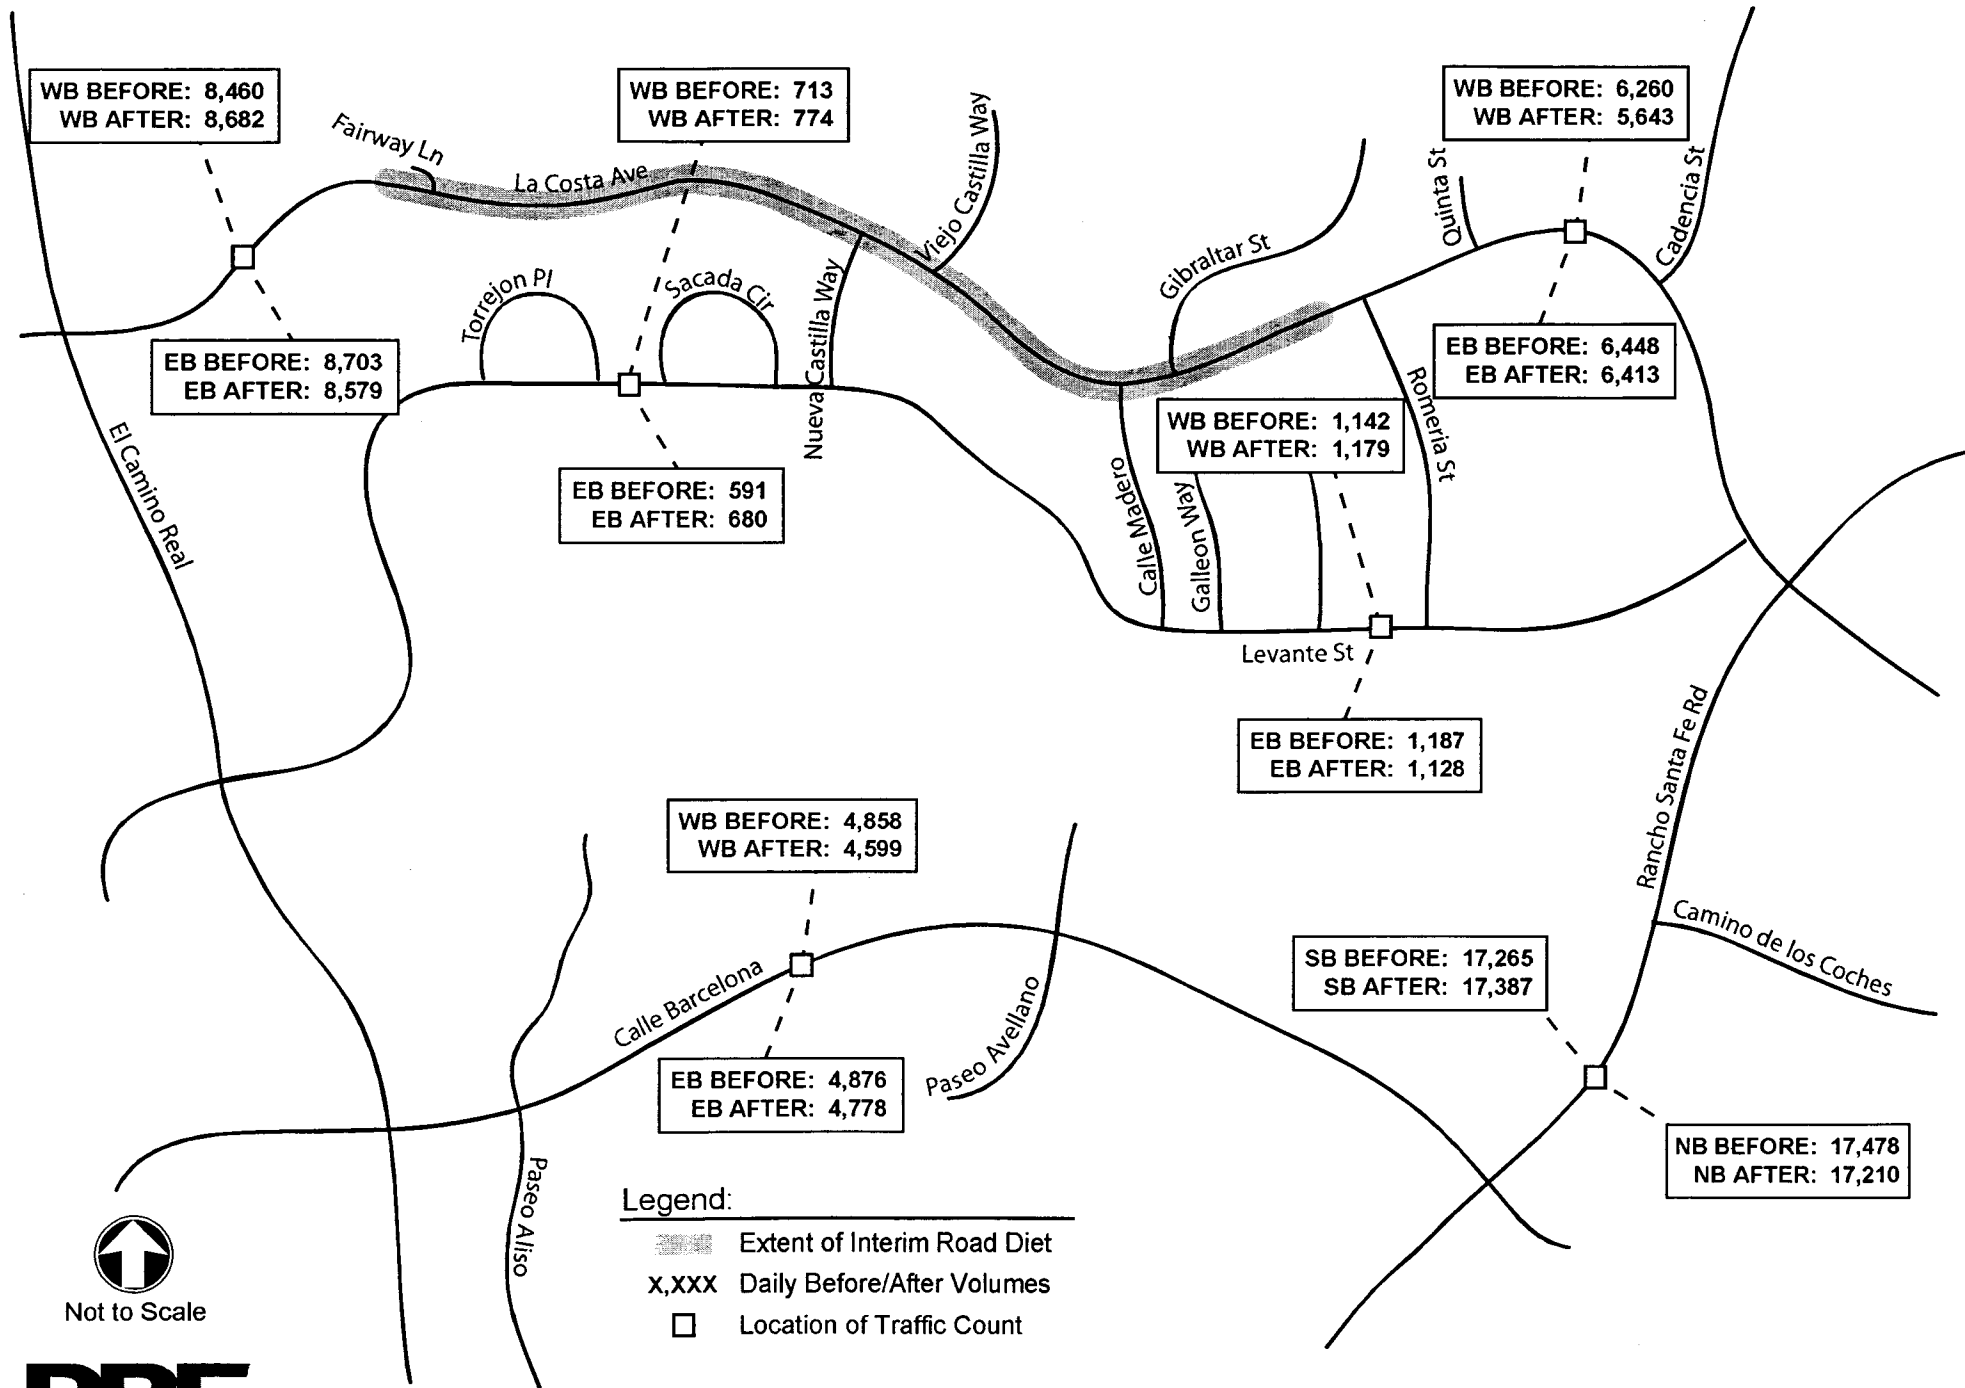 WB BEFORE: 8,460
WB AFTER: 8,682
WB BEFORE: 713
WB AFTER: 774
WB BEFORE: 6,260
WB AFTER: 5,643
Fairway Ln
La Costa Ave
Viejo Castilla Way
Quinta St
Cadencia St
Gibraltar St
Torrejon Pl
Sacada Cir
Nueva Castilla Way
EB BEFORE: 8,703
EB AFTER: 8,579
EB BEFORE: 6,448
EB AFTER: 6,413
WB BEFORE: 1,142
WB AFTER: 1,179
Romeria St
El Camino Real
EB BEFORE: 591
EB AFTER: 680
Calle Madero
Galleon Way
Levante St
EB BEFORE: 1,187
EB AFTER: 1,128
Rancho Santa Fe Rd
WB BEFORE: 4,858
WB AFTER: 4,599
Camino de los Coches
SB BEFORE: 17,265
SB AFTER: 17,387
Calle Barcelona
Paseo Avellano
EB BEFORE: 4,876
EB AFTER: 4,778
NB BEFORE: 17,478
NB AFTER: 17,210
Paseo Aliso
Legend:
Extent of Interim Road Diet
X,XXX Daily Before/After Volumes
Location of Traffic Count
Not to Scale